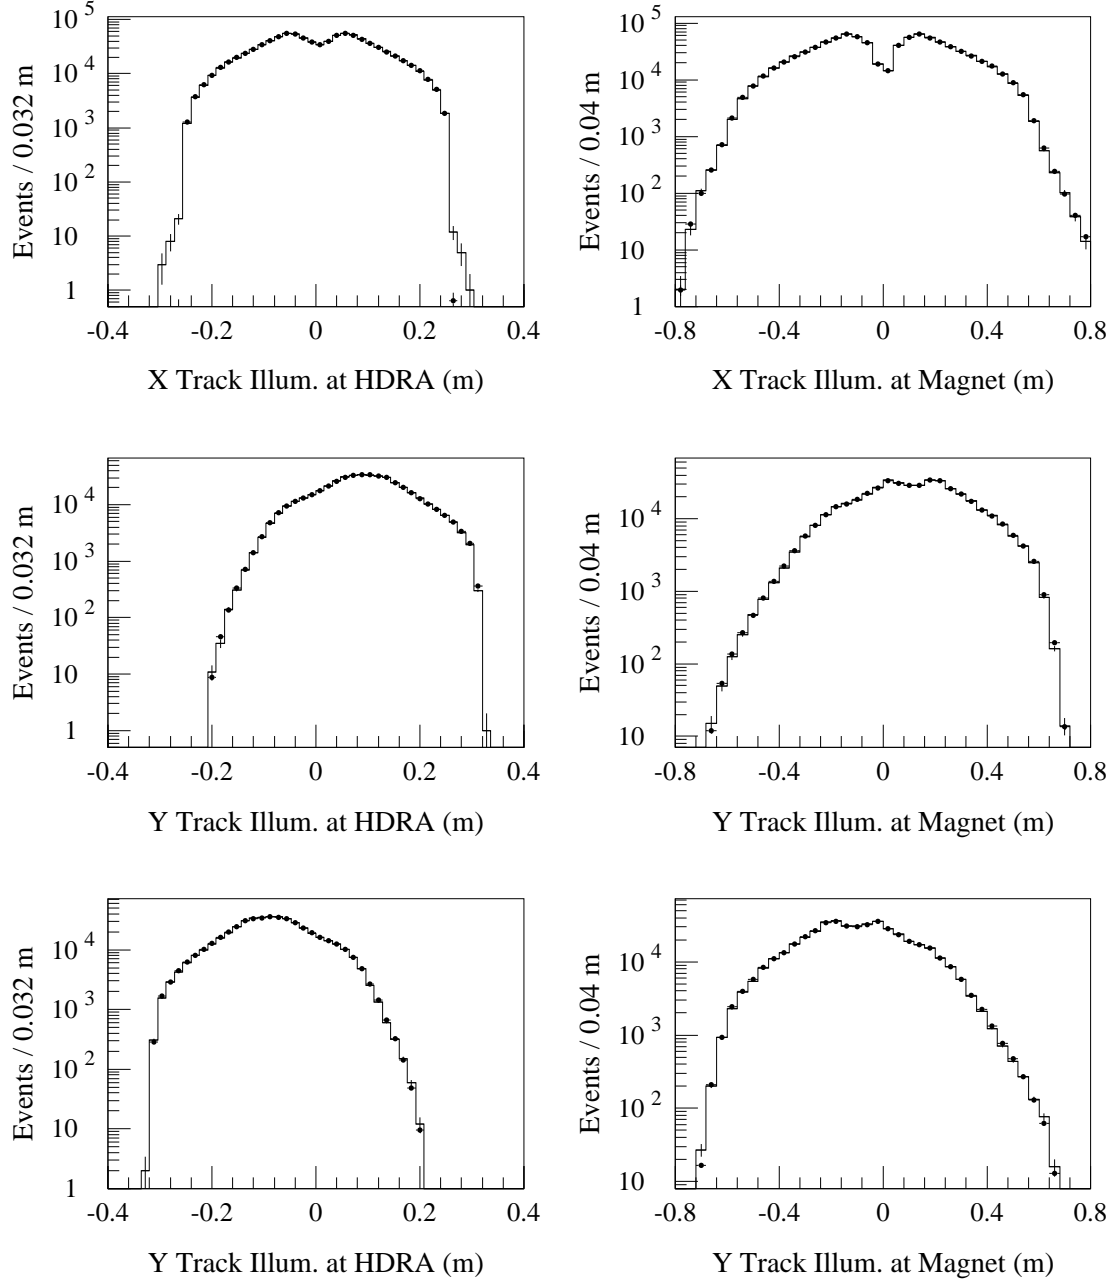 Events / 0.032 m
10^5
10^4
10^3
10^2
10
1
-0.4 -0.2 0 0.2 0.4
X Track Illum. at HDRA (m)
Events / 0.04 m
10^5
10^4
10^3
10^2
10
1
-0.8 -0.4 0 0.4 0.8
X Track Illum. at Magnet (m)
Events / 0.032 m
10^4
10^3
10^2
10
1
-0.4 -0.2 0 0.2 0.4
Y Track Illum. at HDRA (m)
Events / 0.04 m
10^4
10^3
10^2
10
-0.8 -0.4 0 0.4 0.8
Y Track Illum. at Magnet (m)
Events / 0.032 m
10^4
10^3
10^2
10
1
-0.4 -0.2 0 0.2 0.4
Y Track Illum. at HDRA (m)
Events / 0.04 m
10^4
10^3
10^2
10
-0.8 -0.4 0 0.4 0.8
Y Track Illum. at Magnet (m)